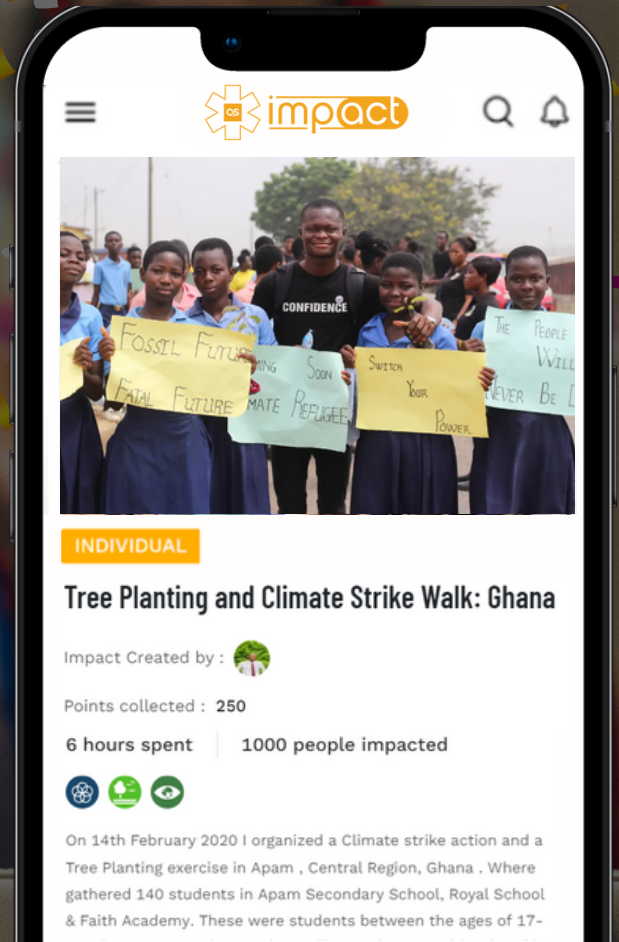 as impact
CONFIDENCE
FOSSIL FUTURE
FATAL FUTURE
MING SOON
MATE REFUGEE
SWITCH
YOUR
POWER
THE PEOPLE
WILL
NEVER BE
INDIVIDUAL
Tree Planting and Climate Strike Walk: Ghana
Impact Created by :
Points collected : 250
6 hours spent
1000 people impacted
On 14th February 2020 I organized a Climate strike action and a
Tree Planting exercise in Apam , Central Region, Ghana . Where
gathered 140 students in Apam Secondary School, Royal School
& Faith Academy. These were students between the ages of 17-